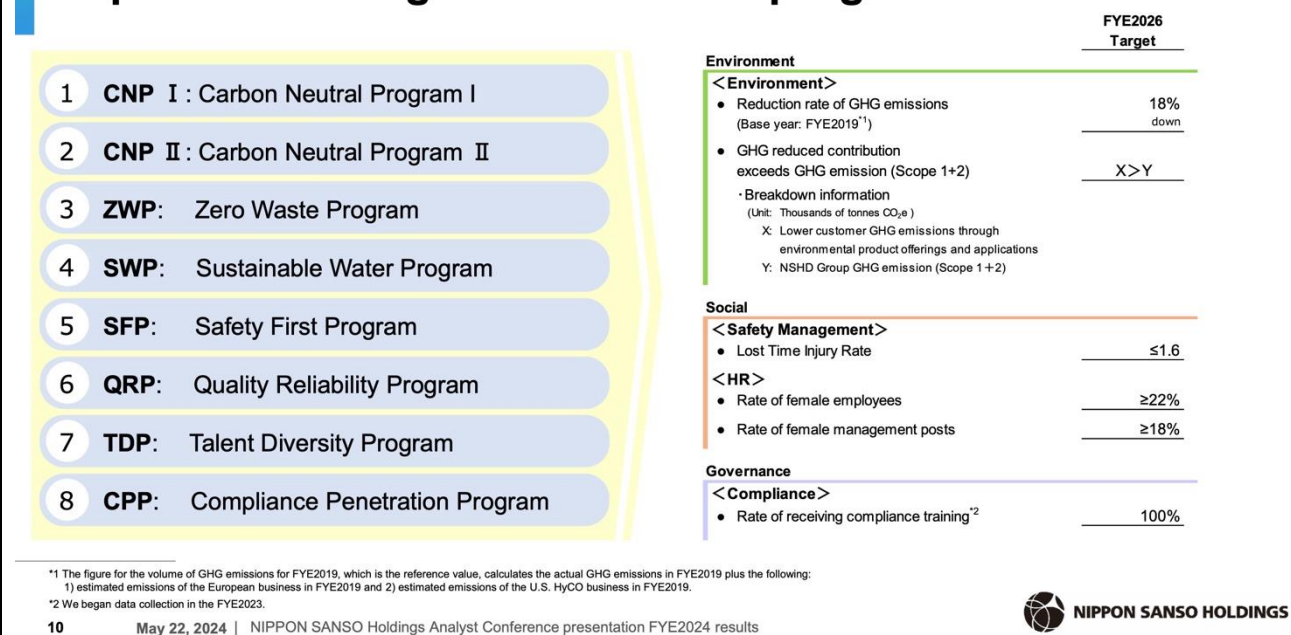 1 CNP Ⅰ: Carbon Neutral Program I
2 CNP Ⅱ: Carbon Neutral Program Ⅱ
3 ZWP: Zero Waste Program
4 SWP: Sustainable Water Program
5 SFP: Safety First Program
6 QRP: Quality Reliability Program
7 TDP: Talent Diversity Program
8 CPP: Compliance Penetration Program
FYE2026
Target
Environment
＜Environment＞
● Reduction rate of GHG emissions 18%
(Base year: FYE2019*1) down
● GHG reduced contribution
exceeds GHG emission (Scope 1+2) X＞Y
・Breakdown information
(Unit: Thousands of tonnes CO₂e )
X: Lower customer GHG emissions through
environmental product offerings and applications
Y: NSHD Group GHG emission (Scope 1＋2)
Social
＜Safety Management＞
● Lost Time Injury Rate ≤1.6
＜HR＞
● Rate of female employees ≥22%
● Rate of female management posts ≥18%
Governance
＜Compliance＞
● Rate of receiving compliance training*2 100%
*1 The figure for the volume of GHG emissions for FYE2019, which is the reference value, calculates the actual GHG emissions in FYE2019 plus the following:
1) estimated emissions of the European business in FYE2019 and 2) estimated emissions of the U.S. HyCO business in FYE2019.
*2 We began data collection in the FYE2023.
10 May 22, 2024 | NIPPON SANSO Holdings Analyst Conference presentation FYE2024 results
NIPPON SANSO HOLDINGS